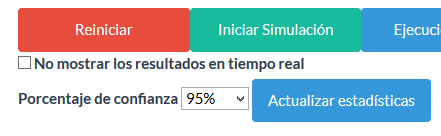 Reiniciar Iniciar Simulación Ejecuci
No mostrar los resultados en tiempo real
Porcentaje de confianza 95% Actualizar estadísticas